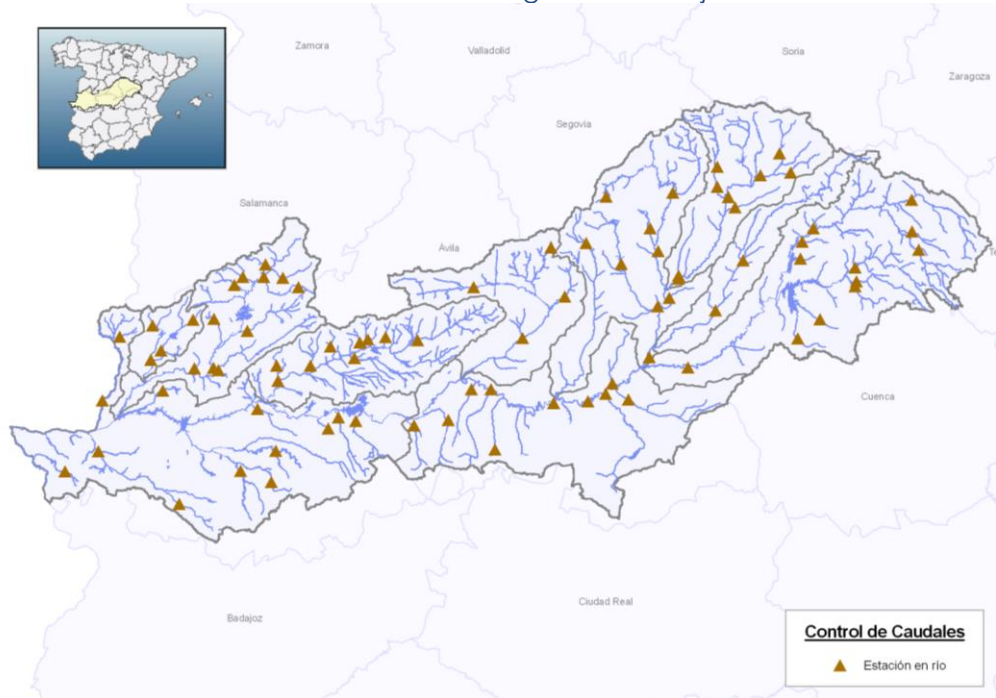 Zamora
Valladolid
Soria
Zaragoza
Segovia
Salamanca
Ávila
Cuenca
Ciudad Real
Badajoz
Control de Caudales
Estación en río